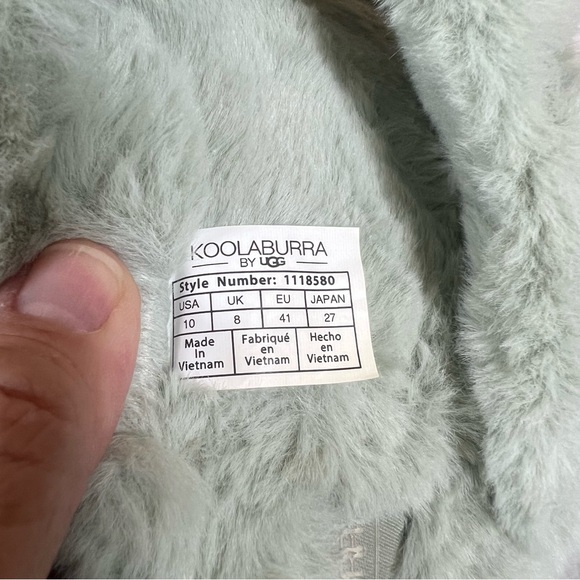 KOOLABURRA
BY UGG
Style Number: 1118580
USA UK EU JAPAN
10 8 41 27
Made In Vietnam
Fabriqué en Vietnam
Hecho en Vietnam